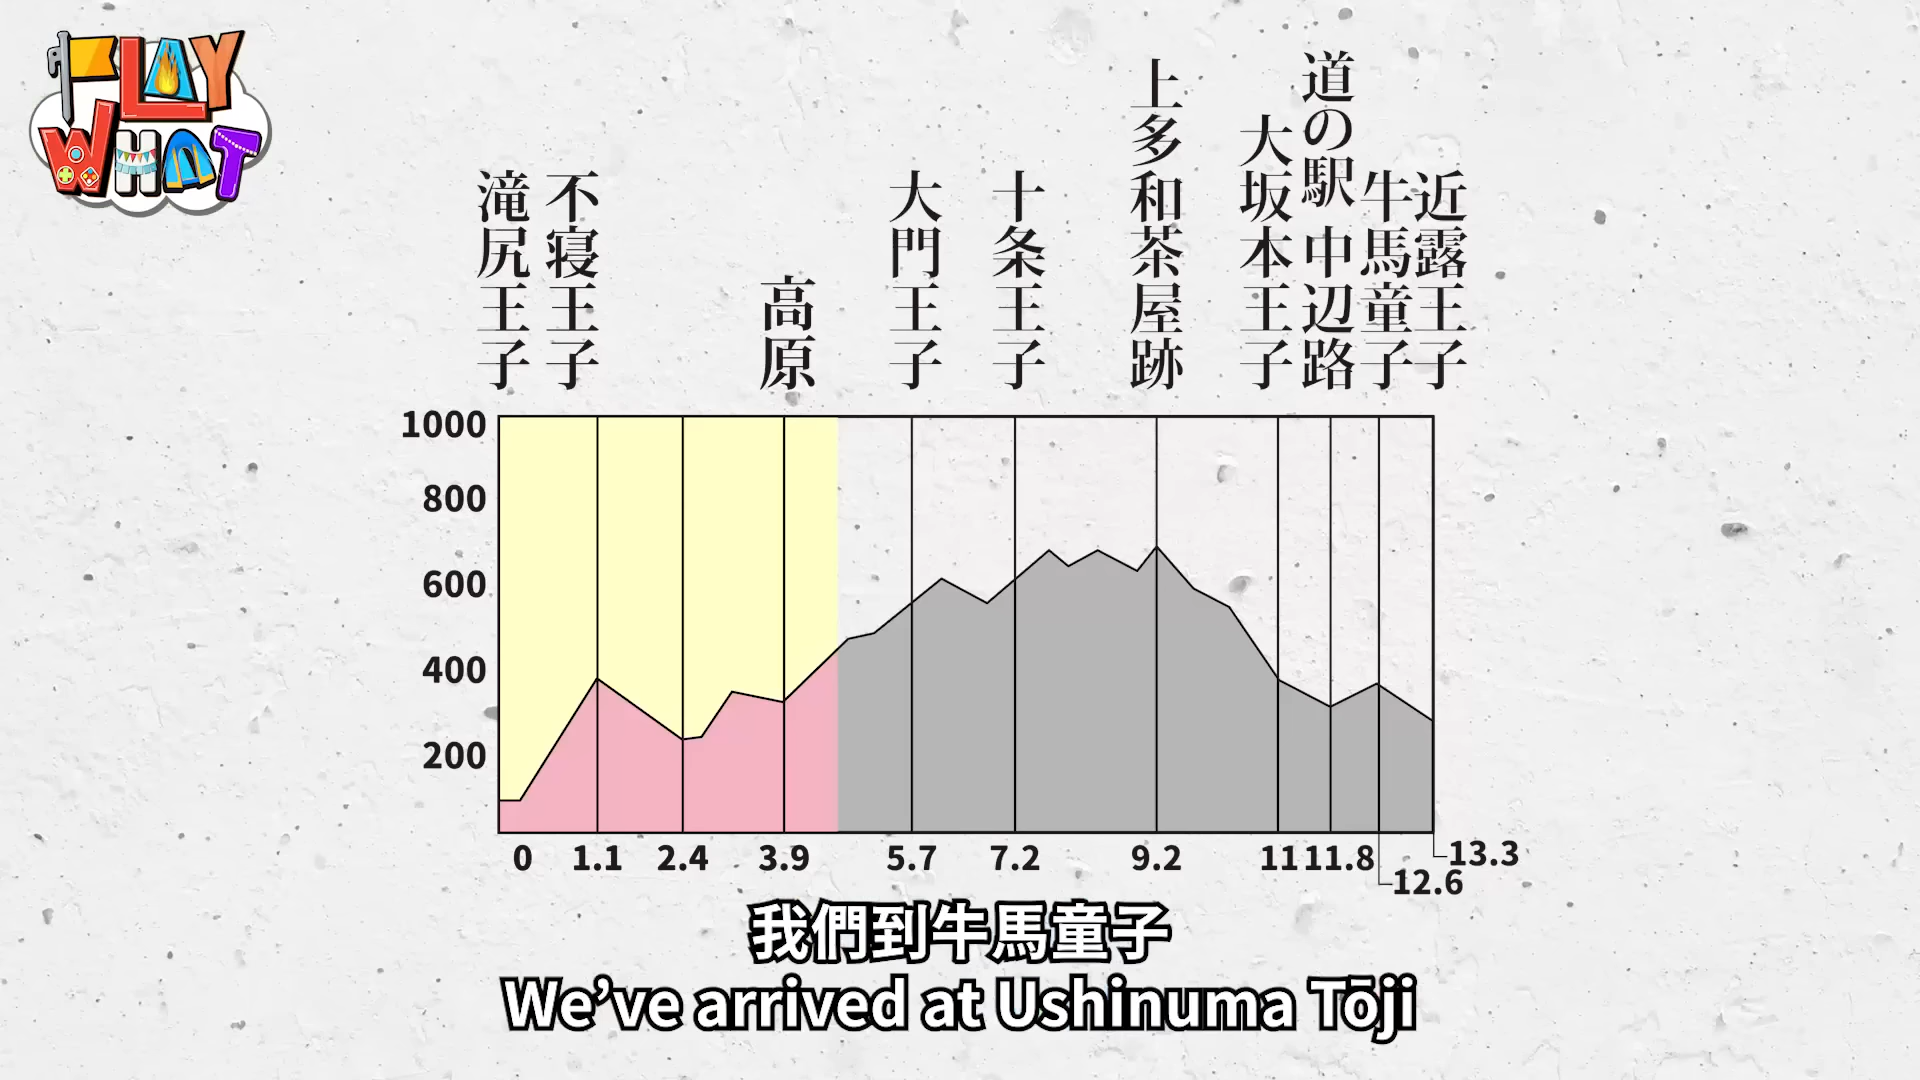 PLAY
WHAT
滝尻王子
不寝王子
高原
大門王子
十条王子
上多和茶屋跡
大坂本王子
道の駅 中辺路
牛馬童子
近露王子
1000
800
600
400
200
0 1.1 2.4 3.9 5.7 7.2 9.2 11 11.8 12.6 13.3
我們到牛馬童子
We’ve arrived at Ushinuma Tōji